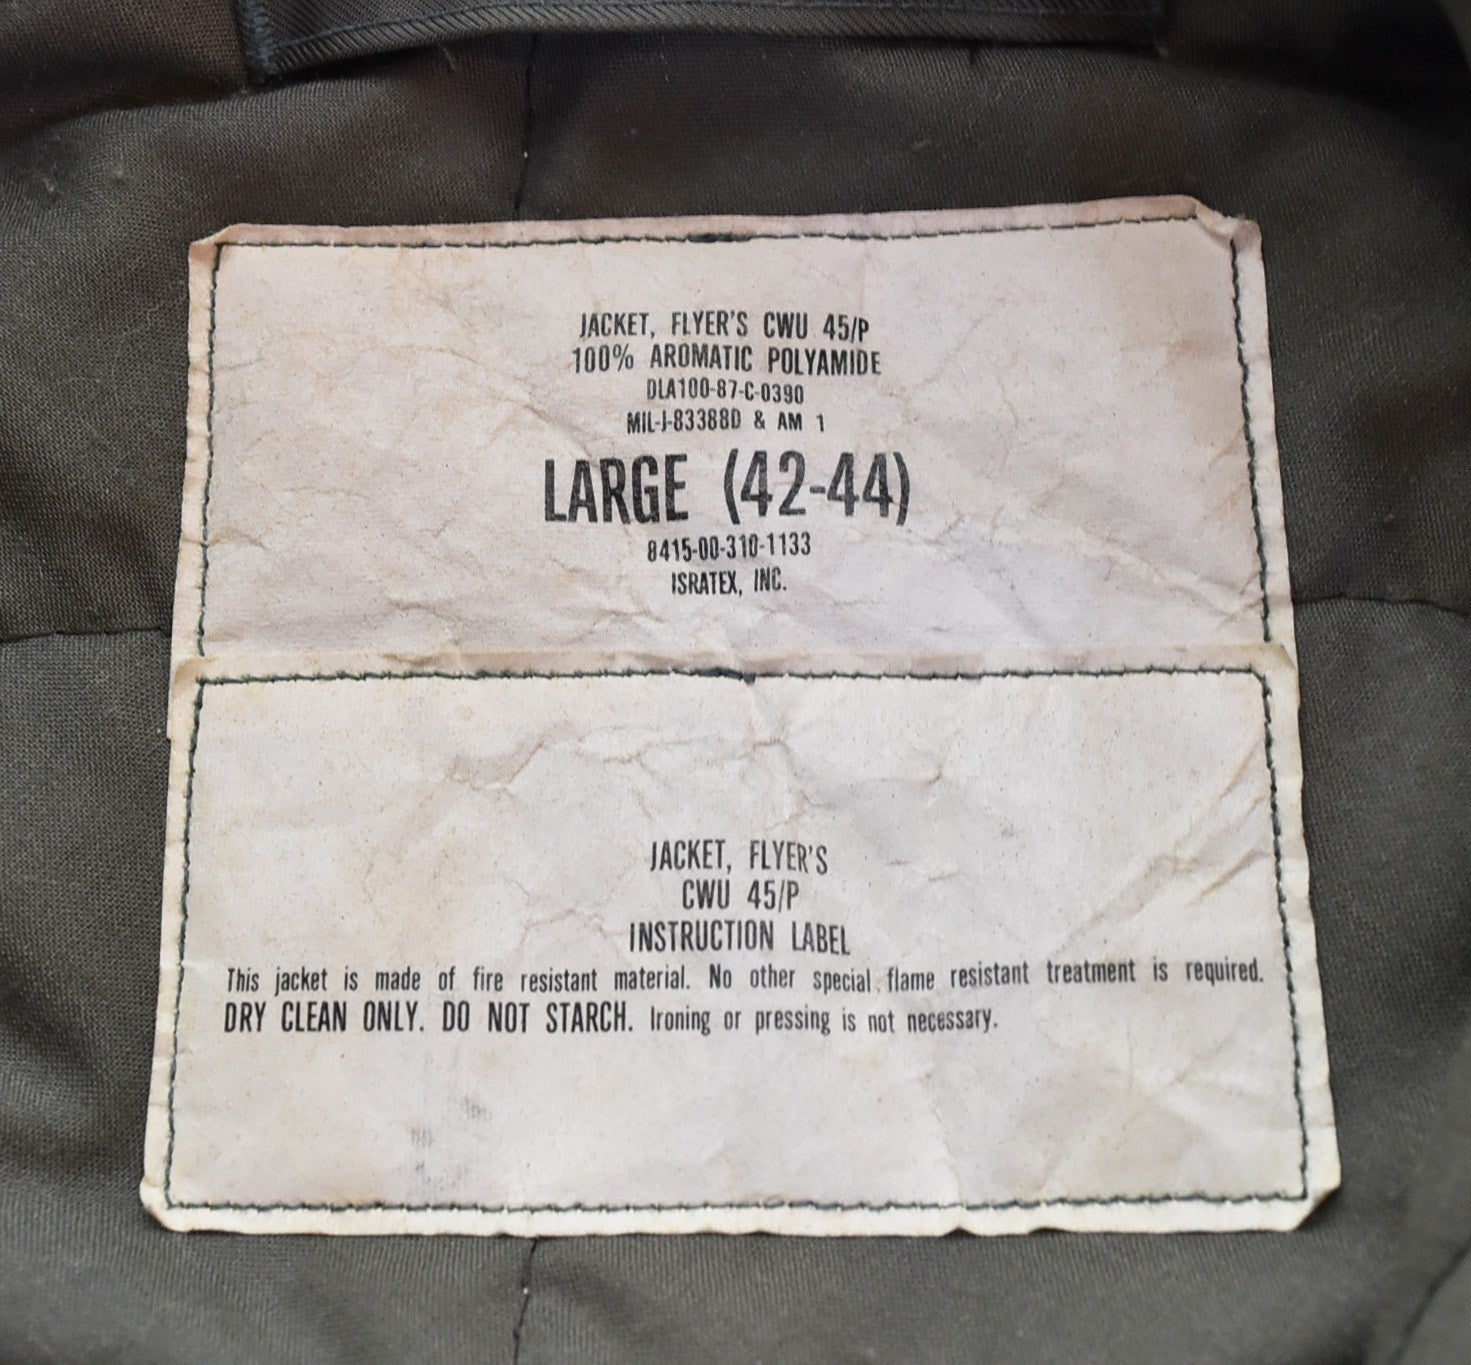 JACKET, FLYER'S CWU 45/P
100% AROMATIC POLYAMIDE
DLA100-87-C-0390
MIL-J-83388D & AM 1
LARGE (42-44)
8415-00-310-1133
ISRATEX, INC.
JACKET, FLYER'S
CWU 45/P
INSTRUCTION LABEL
This jacket is made of fire resistant material. No other special flame resistant treatment is required.
DRY CLEAN ONLY. DO NOT STARCH. Ironing or pressing is not necessary.